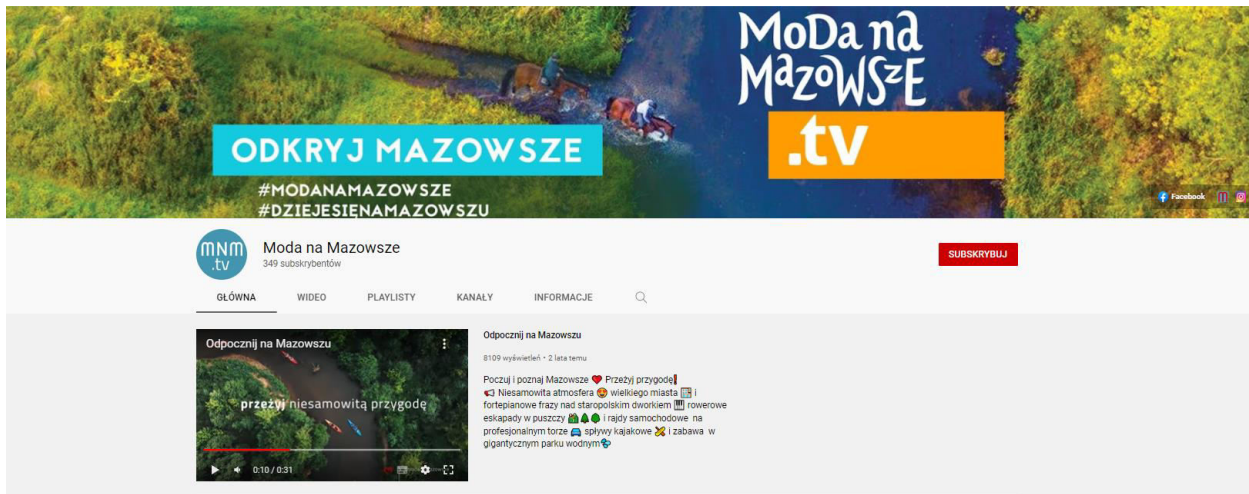 MoDa na
MazoWSzE
.tv
ODKRYJ MAZOWSZE
#MODANAMAZOWSZE
#DZIEJESIĘNAMAZOWSZU
Facebook
mnm
.tv
Moda na Mazowsze
349 subskrybentów
SUBSKRYBUJ
GŁÓWNA WIDEO PLAYLISTY KANAŁY INFORMACJE
Odpocznij na Mazowszu
przeżyj niesamowitą przygodę
0:10 / 0:31
Odpocznij na Mazowszu
8109 wyświetleń • 2 lata temu
Poczuj i poznaj Mazowsze ❤️ Przeżyj przygodę❗
📢 Niesamowita atmosfera 😍 wielkiego miasta 🏙️ i
fortepianowe frazy nad staropolskim dworkiem 🎹 rowerowe
eskapady w puszczy 🏕️🌲🌳 i rajdy samochodowe na
profesjonalnym torze 🚘 spływy kajakowe 🛶 i zabawa w
gigantycznym parku wodnym💦